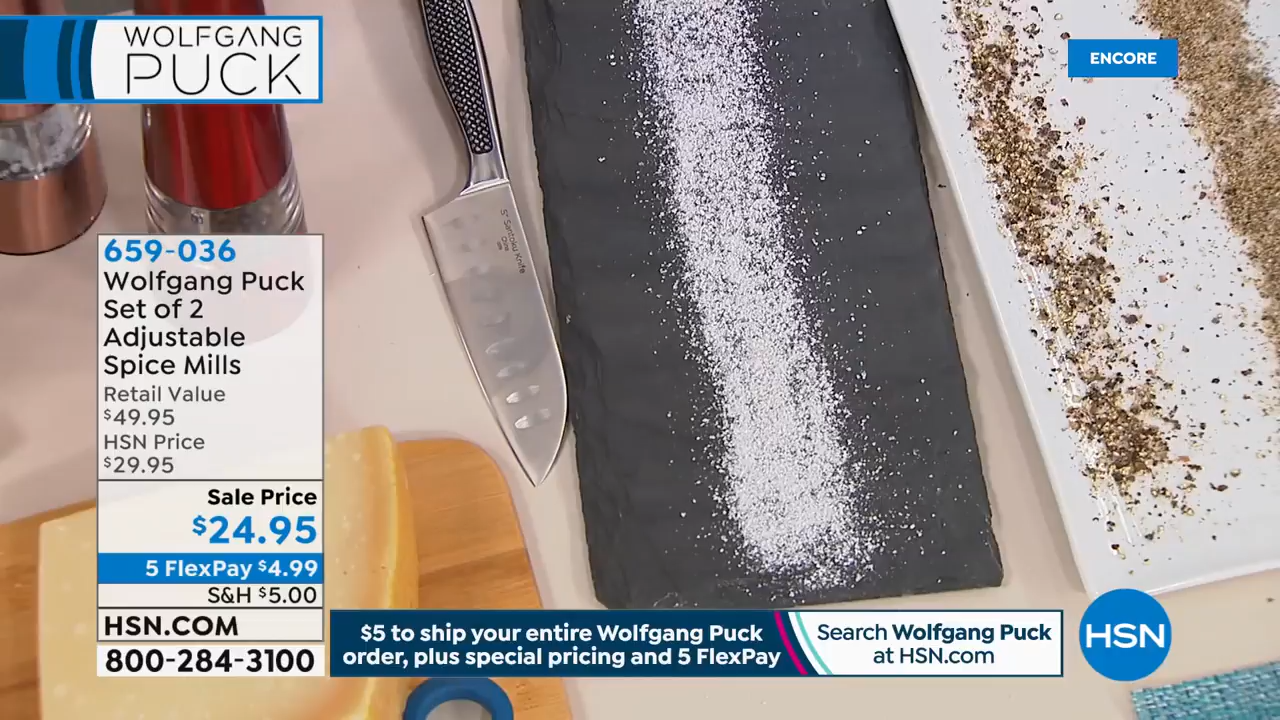 WOLFGANG
PUCK
ENCORE
5" Santoku Knife
659-036
Wolfgang Puck
Set of 2
Adjustable
Spice Mills
Retail Value
$49.95
HSN Price
$29.95
Sale Price
$24.95
5 FlexPay $4.99
S&H $5.00
HSN.COM
800-284-3100
$5 to ship your entire Wolfgang Puck
order, plus special pricing and 5 FlexPay
Search Wolfgang Puck
at HSN.com
HSN